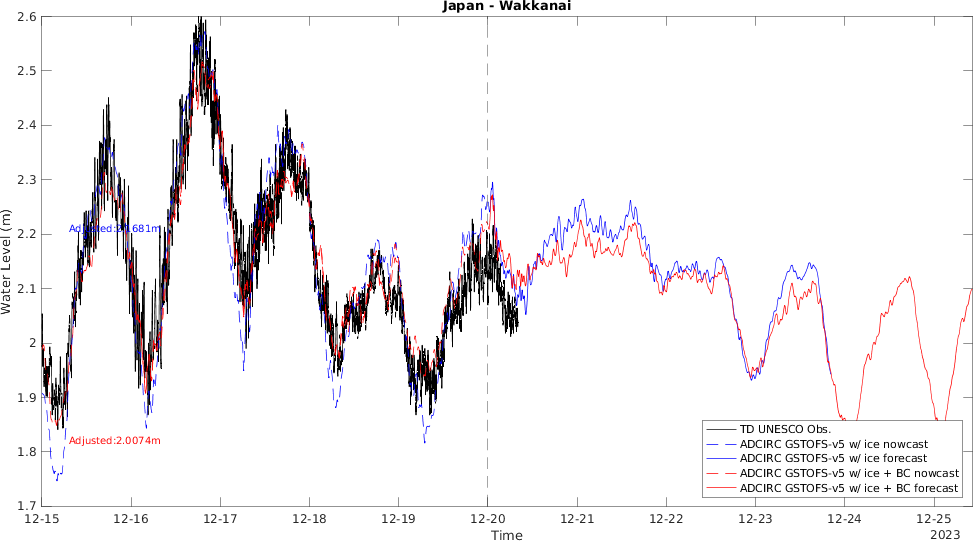 Japan - Wakkanai
Water Level (m)
2.6
2.5
2.4
2.3
2.2
2.1
2
1.9
1.8
1.7
Adjusted:2.1681m
Adjusted:2.0074m
TD UNESCO Obs.
ADCIRC GSTOFS-v5 w/ ice nowcast
ADCIRC GSTOFS-v5 w/ ice forecast
ADCIRC GSTOFS-v5 w/ ice + BC nowcast
ADCIRC GSTOFS-v5 w/ ice + BC forecast
12-15 12-16 12-17 12-18 12-19 12-20 12-21 12-22 12-23 12-24 12-25
Time
2023